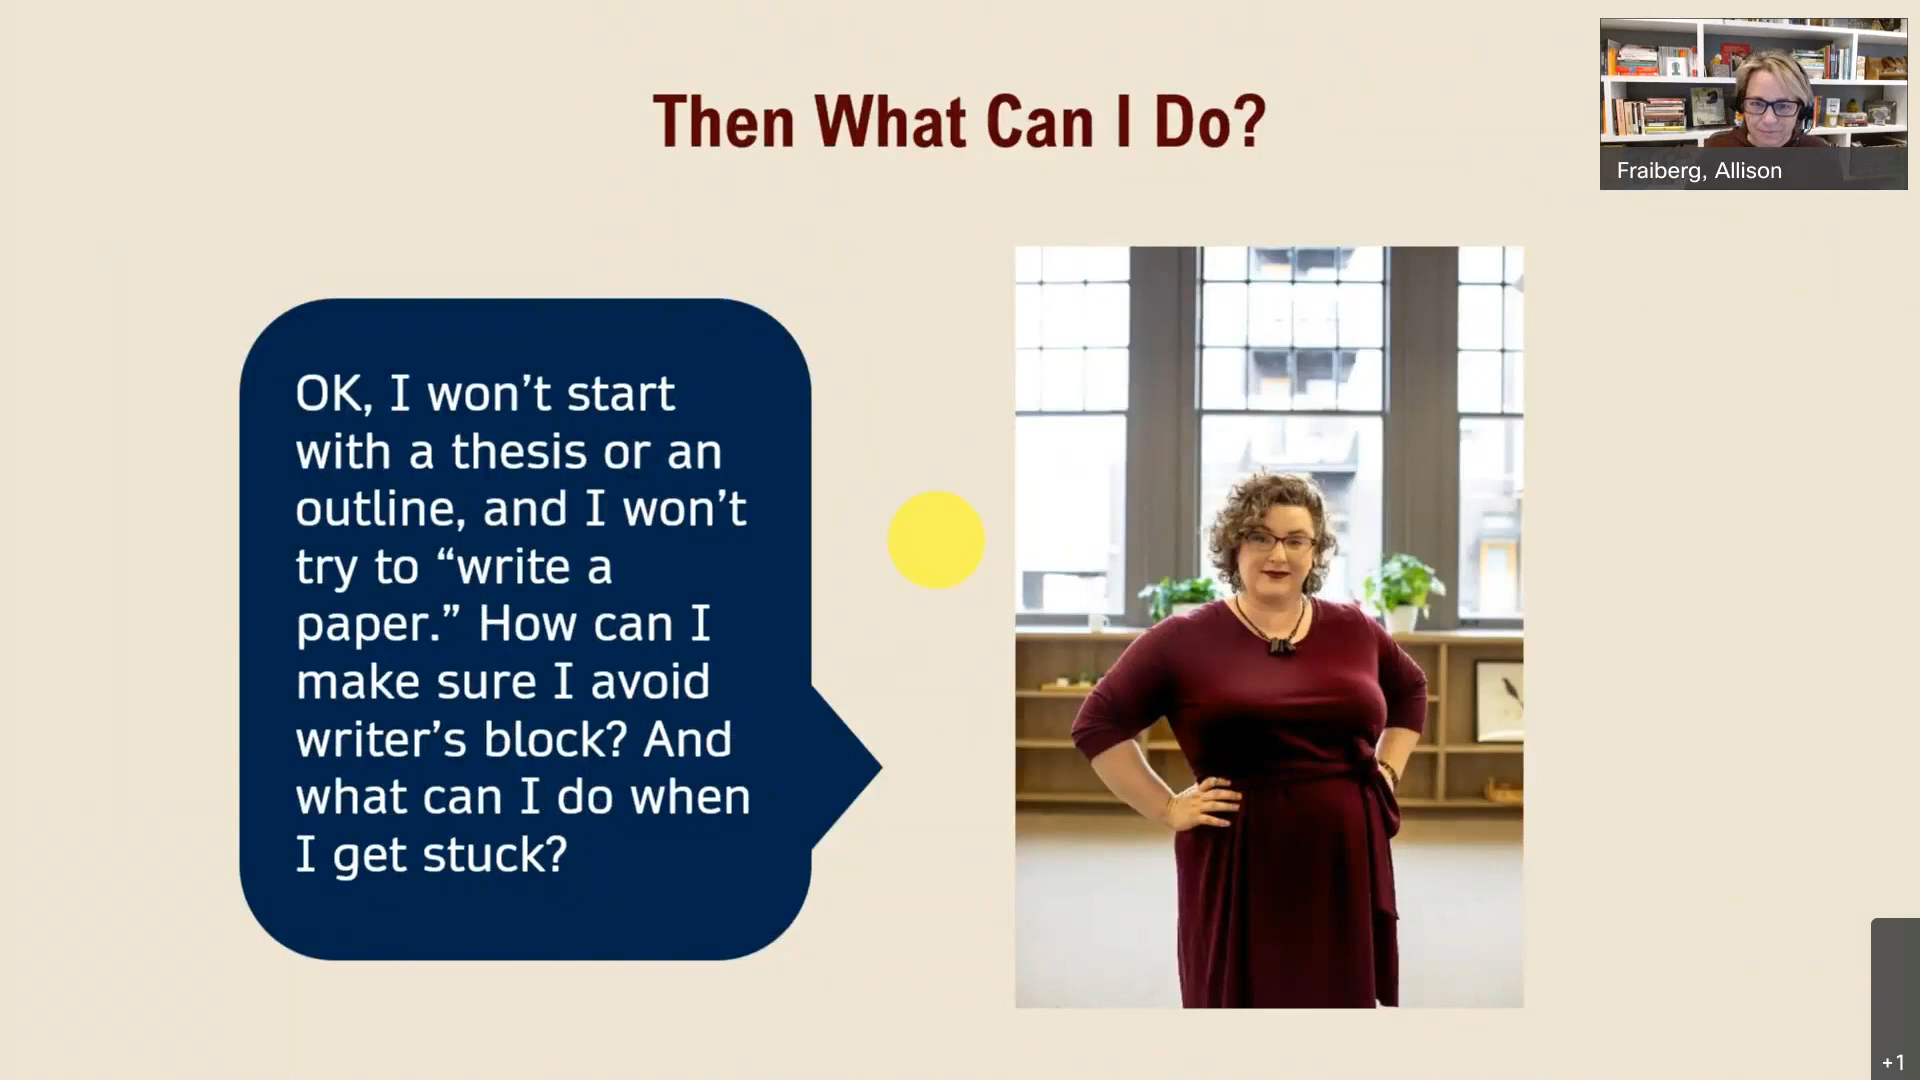 Then What Can I Do?
Fraiberg, Allison
OK, I won’t start
with a thesis or an
outline, and I won’t
try to “write a
paper.” How can I
make sure I avoid
writer’s block? And
what can I do when
I get stuck?
+1